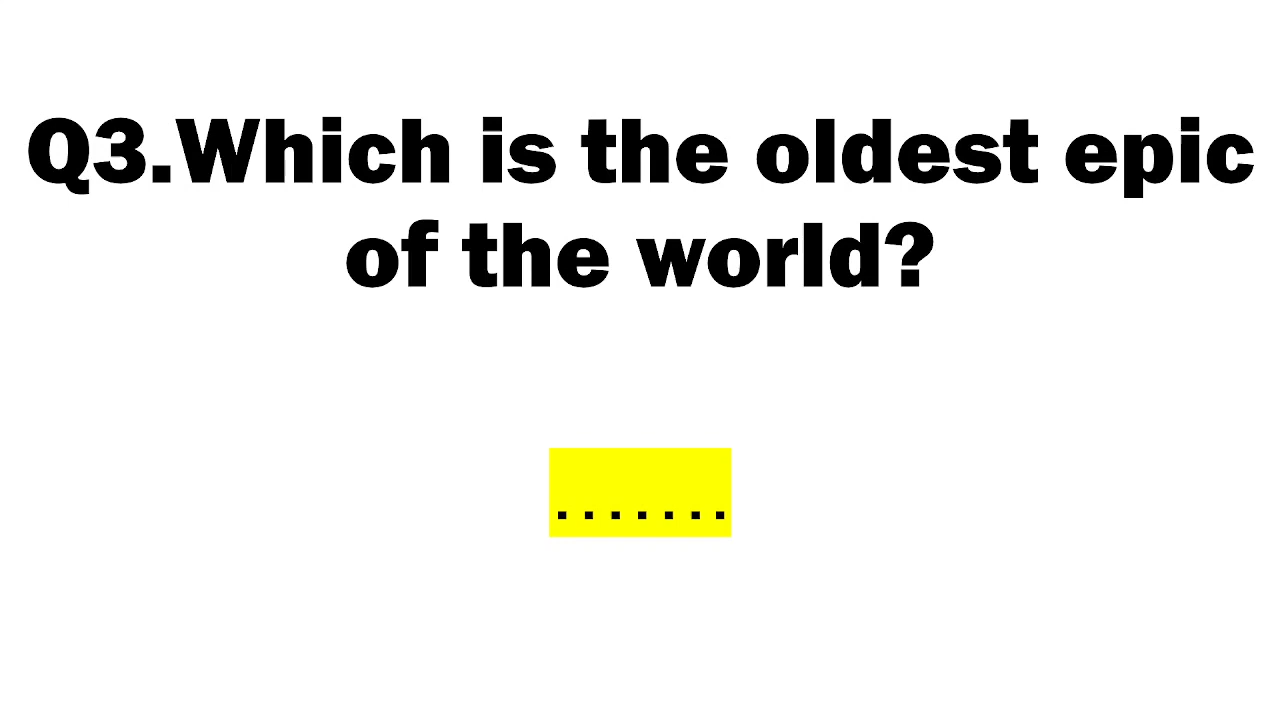 Q3.Which is the oldest epic
of the world?
.......